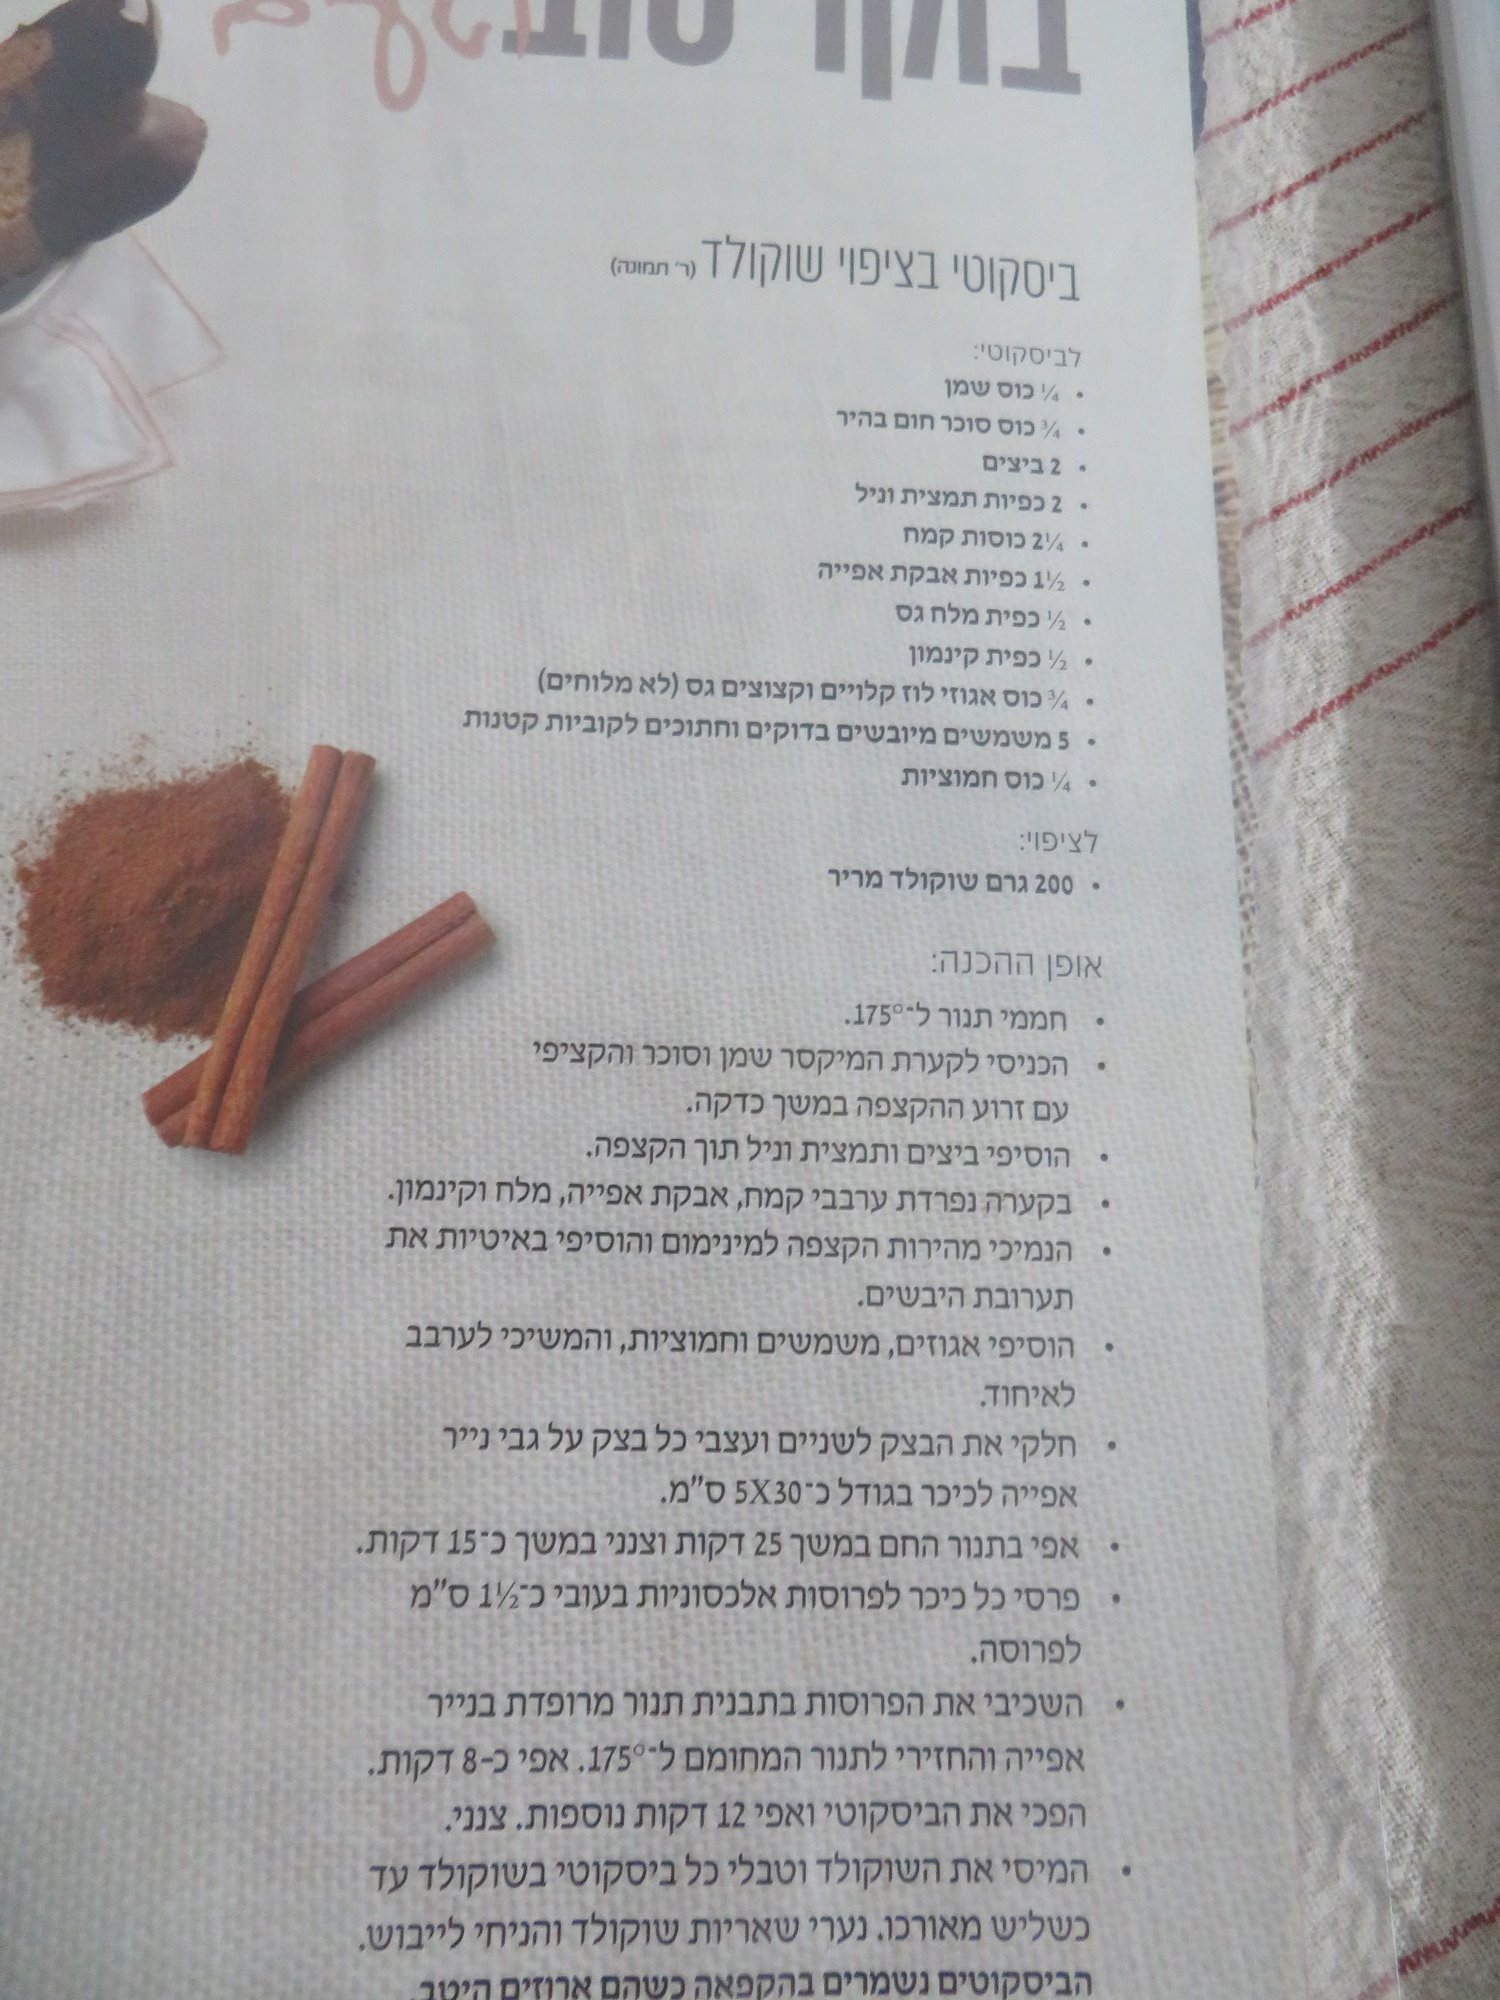 ביסקוטי בציפוי שוקולד (ר׳ תמונה)
לביסקוטי:
• ¼ כוס שמן
• ¾ כוס סוכר חום בהיר
• 2 ביצים
• 2 כפיות תמצית וניל
• 2¼ כוסות קמח
• 1½ כפיות אבקת אפייה
• ½ כפית מלח גס
• ½ כפית קינמון
• ¾ כוס אגוזי לוז קלויים וקצוצים גס (לא מלוחים)
• 5 משמשים מיובשים בדוקים וחתוכים לקוביות קטנות
• ¼ כוס חמוציות
לציפוי:
• 200 גרם שוקולד מריר
אופן ההכנה:
• חממי תנור ל־175°.
• הכניסי לקערת המיקסר שמן וסוכר והקציפי
עם זרוע ההקצפה במשך כדקה.
• הוסיפי ביצים ותמצית וניל תוך הקצפה.
• בקערה נפרדת ערבבי קמח, אבקת אפייה, מלח וקינמון.
• הנמיכי מהירות הקצפה למינימום והוסיפי באיטיות את
תערובת היבשים.
• הוסיפי אגוזים, משמשים וחמוציות, והמשיכי לערבב
לאיחוד.
• חלקי את הבצק לשניים ועצבי כל בצק על גבי נייר
אפייה לכיכר בגודל כ־5X30 ס"מ.
• אפי בתנור החם במשך 25 דקות וצנני במשך כ־15 דקות.
• פרסי כל כיכר לפרוסות אלכסוניות בעובי כ־1½ ס"מ
לפרוסה.
• השכיבי את הפרוסות בתבנית תנור מרופדת בנייר
אפייה והחזירי לתנור המחומם ל־175°. אפי כ-8 דקות.
הפכי את הביסקוטי ואפי 12 דקות נוספות. צנני.
• המיסי את השוקולד וטבלי כל ביסקוטי בשוקולד עד
כשליש מאורכו. נערי שאריות שוקולד והניחי לייבוש.
הביסקוטים נשמרים בהקפאה כשהם ארוזים היטב.